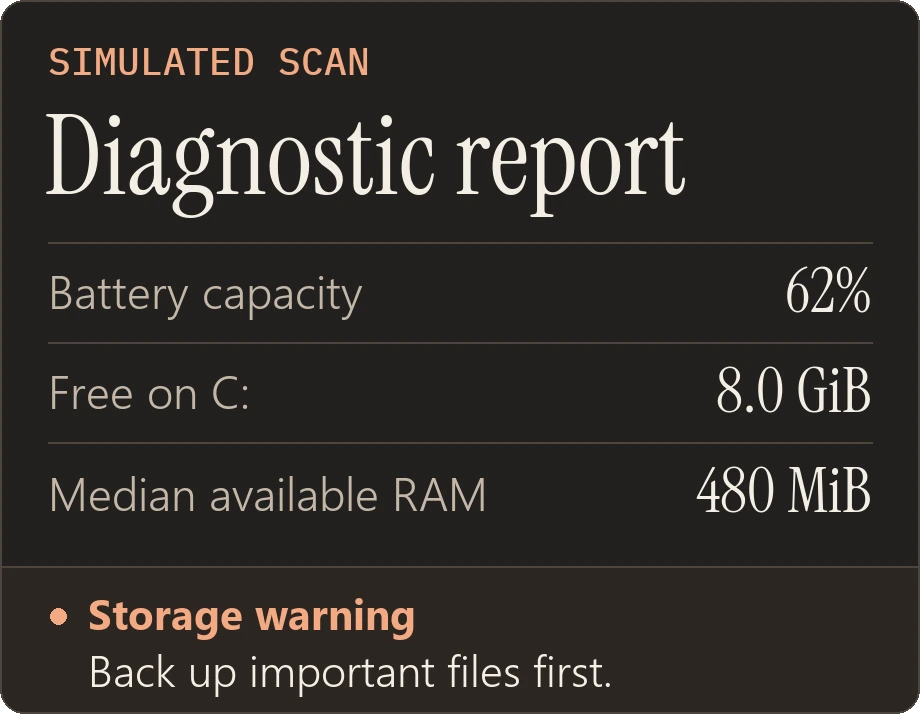 SIMULATED SCAN
Diagnostic report
Battery capacity 62%
Free on C: 8.0 GiB
Median available RAM 480 MiB
Storage warning
Back up important files first.